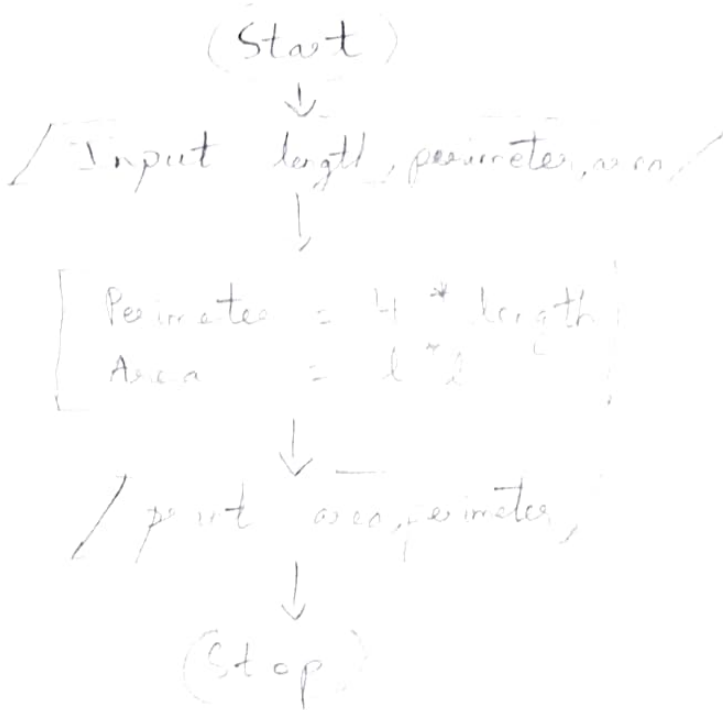 Start
Input length, perimeter, area
Perimeter = 4 * length
Area = l * l
print area, perimeter,
Stop